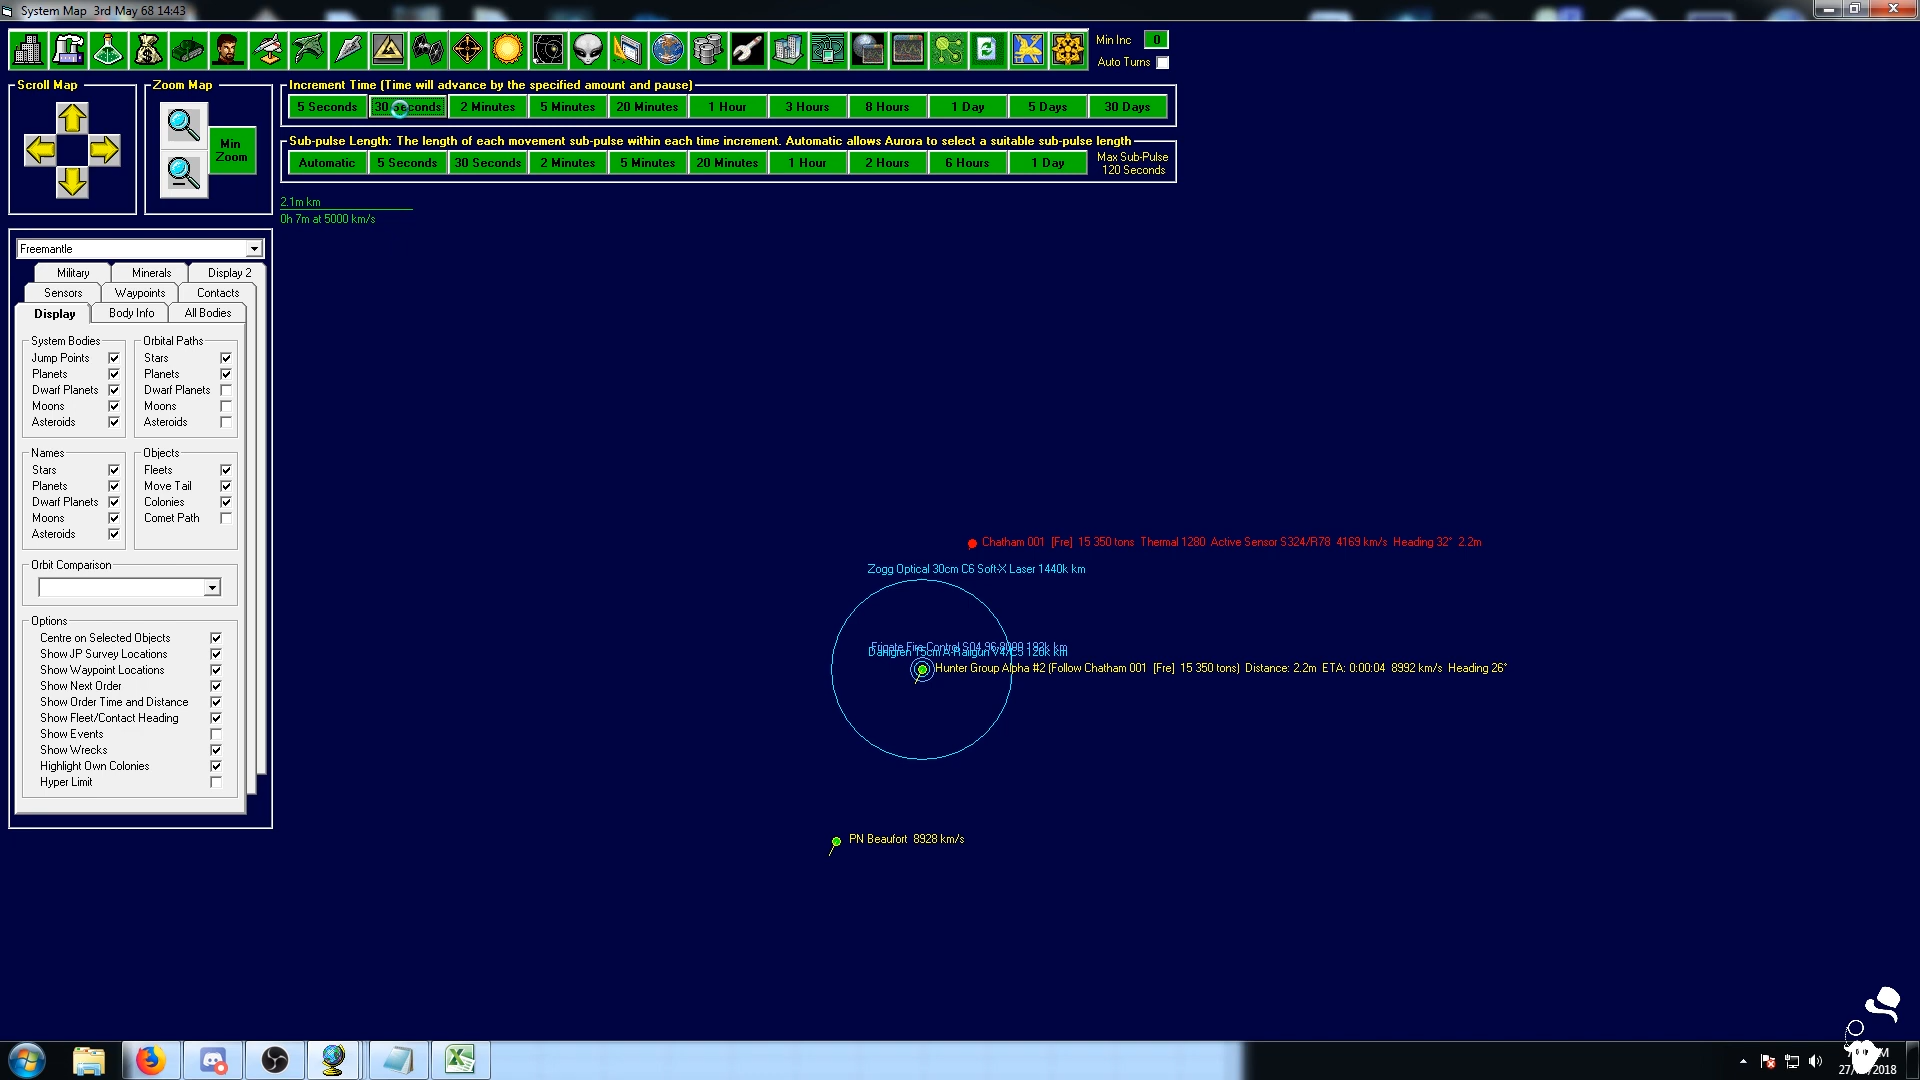 System Map  3rd May 68 14:43
Min Inc 0
Auto Turns
Scroll Map
Zoom Map
Min Zoom
Increment Time (Time will advance by the specified amount and pause)
5 Seconds 30 Seconds 2 Minutes 5 Minutes 20 Minutes 1 Hour 3 Hours 8 Hours 1 Day 5 Days 30 Days
Sub-pulse Length: The length of each movement sub-pulse within each time increment. Automatic allows Aurora to select a suitable sub-pulse length
Automatic 5 Seconds 30 Seconds 2 Minutes 5 Minutes 20 Minutes 1 Hour 2 Hours 6 Hours 1 Day
Max Sub-Pulse
120 Seconds
2.1m km
0h 7m at 5000 km/s
Freemantle
Military Minerals Display 2
Sensors Waypoints Contacts
Display Body Info All Bodies
System Bodies
Jump Points
Planets
Dwarf Planets
Moons
Asteroids
Orbital Paths
Stars
Planets
Dwarf Planets
Moons
Asteroids
Names
Stars
Planets
Dwarf Planets
Moons
Asteroids
Objects
Fleets
Move Tail
Colonies
Comet Path
Orbit Comparison
Options
Centre on Selected Objects
Show JP Survey Locations
Show Waypoint Locations
Show Next Order
Show Order Time and Distance
Show Fleet/Contact Heading
Show Events
Show Wrecks
Highlight Own Colonies
Hyper Limit
Chatham 001  [Fre]  15 350 tons  Thermal 1280  Active Sensor S324/R78  4169 km/s  Heading 32°  2.2m
Zogg Optical 30cm C6 Soft-X Laser 1440k km
Hunter Group Alpha #2 (Follow Chatham 001  [Fre]  15 350 tons)  Distance: 2.2m  ETA: 0:00:04  8992 km/s  Heading 26°
PN Beaufort  8928 km/s